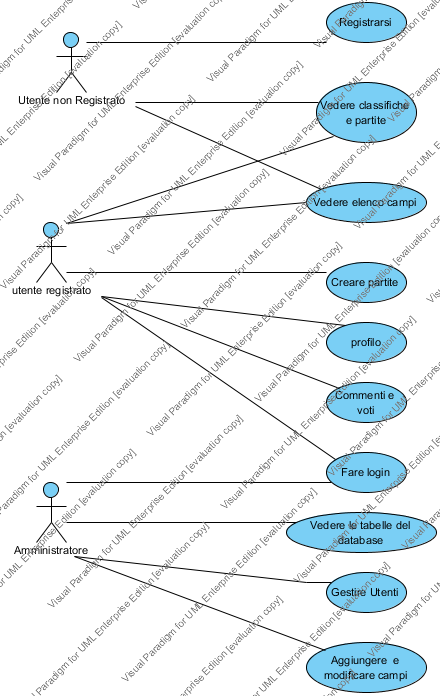 Registrarsi
Utente non Registrato
Vedere classifiche
e partite
Vedere elenco campi
utente registrato
Creare partite
profilo
Commenti e
voti
Fare login
Amministratore
Vedere le tabelle del
database
Gestire Utenti
Aggiungere e
modificare campi
Visual Paradigm for UML Enterprise Edition [evaluation copy]